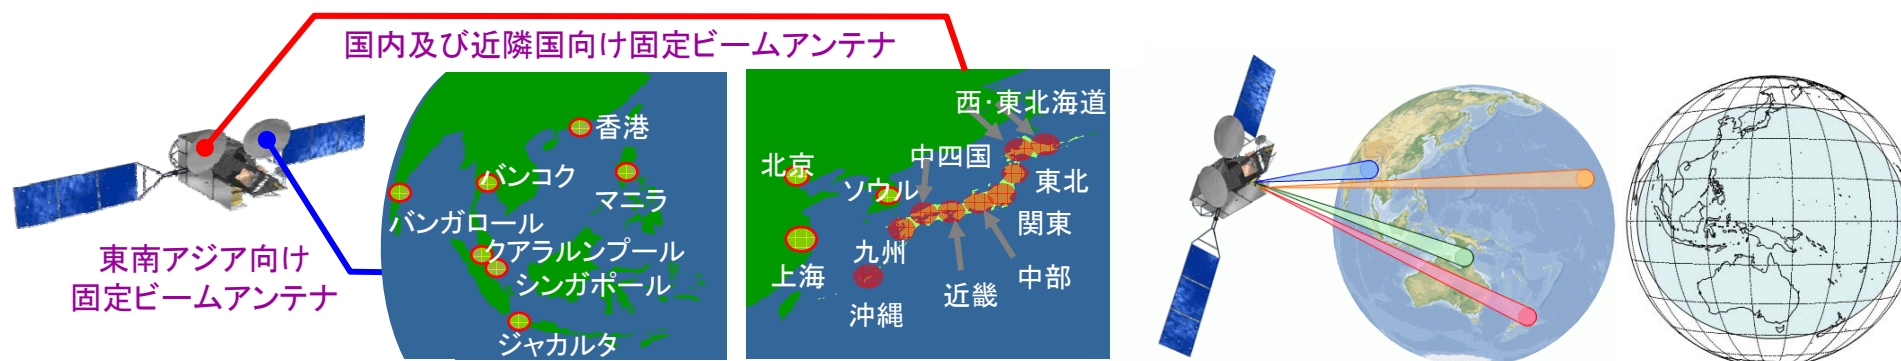 国内及び近隣国向け固定ビームアンテナ
東南アジア向け
固定ビームアンテナ
香港
バンコク
マニラ
バンガロール
クアラルンプール
シンガポール
ジャカルタ
西・東北海道
北京
中四国
ソウル
東北
関東
九州
上海
中部
近畿
沖縄